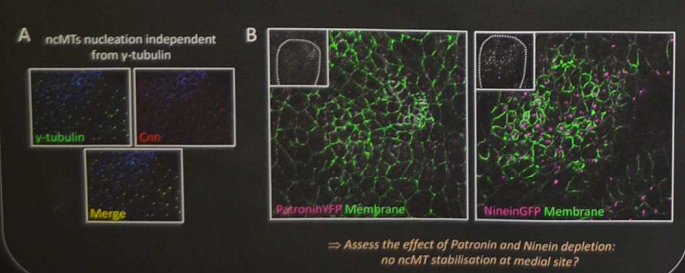 A
ncMTs nucleation independent
from γ-tubulin
γ-tubulin
Cnn
Merge
B
PatroninYFP Membrane
NineinGFP Membrane
⇒ Assess the effect of Patronin and Ninein depletion:
no ncMT stabilisation at medial site?